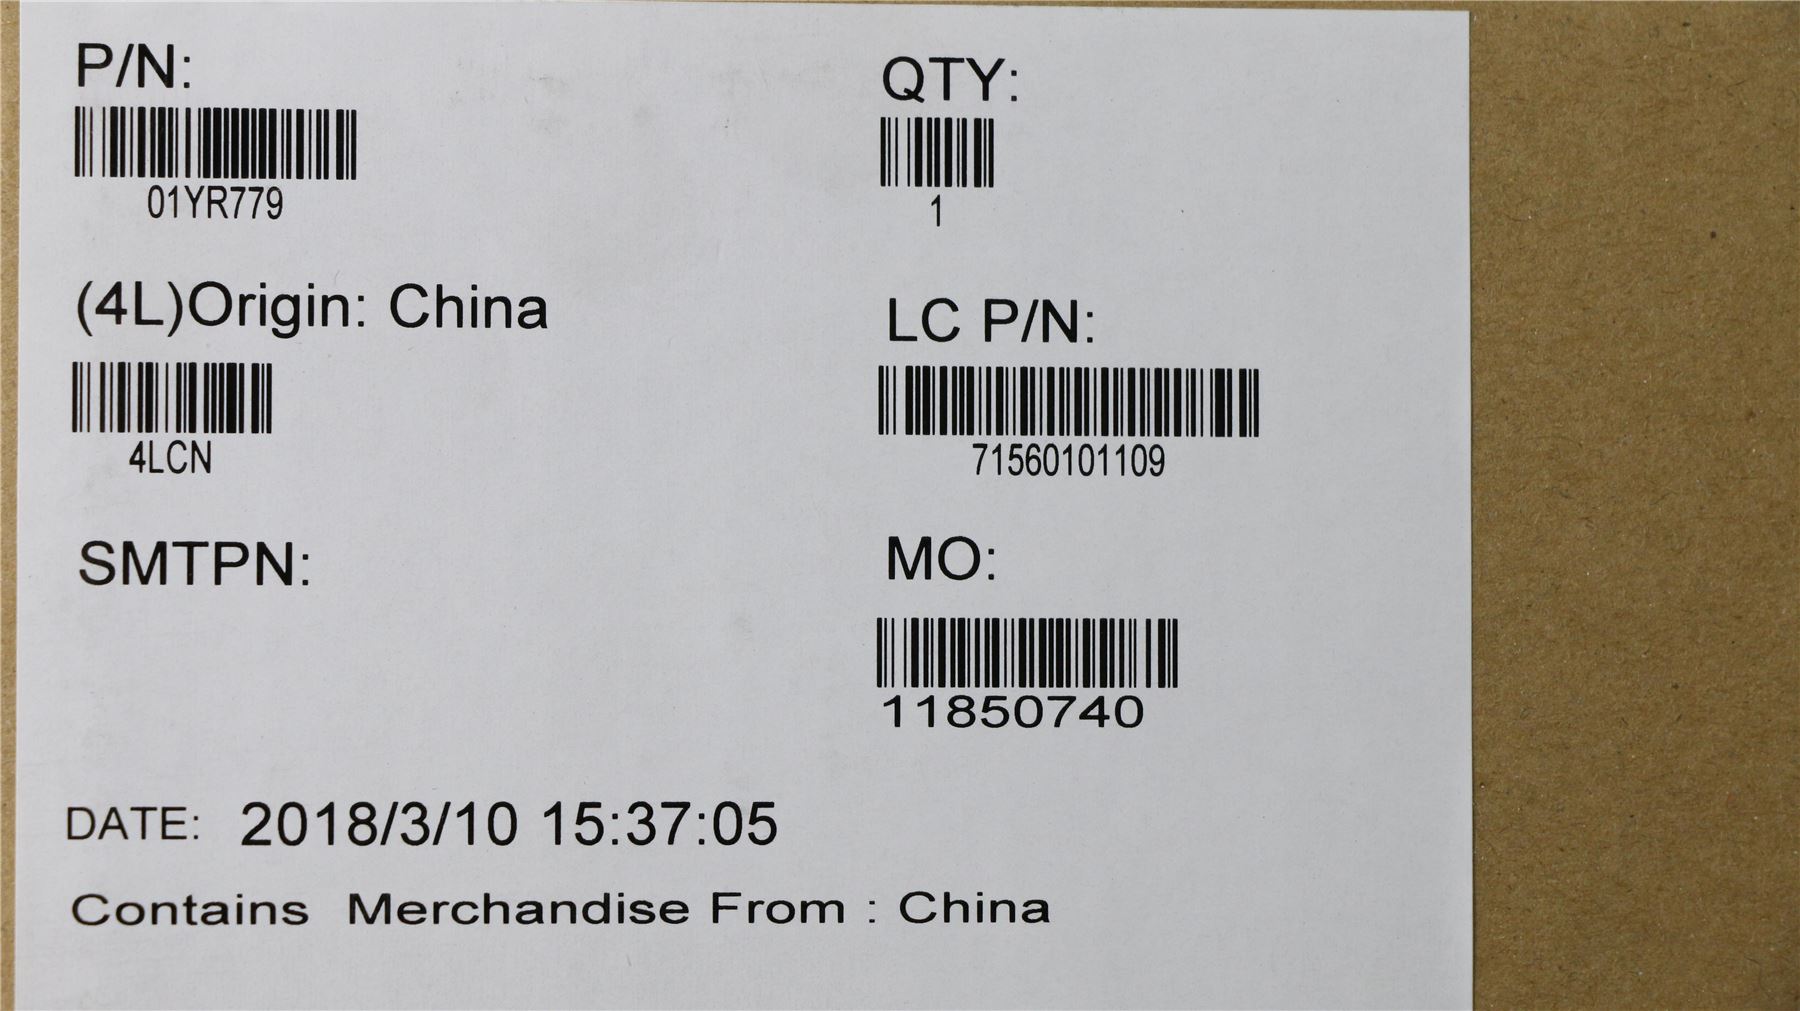 P/N:
01YR779
QTY:
1
(4L)Origin: China
4LCN
LC P/N:
71560101109
SMTPN:
MO:
11850740
DATE: 2018/3/10 15:37:05
Contains Merchandise From : China